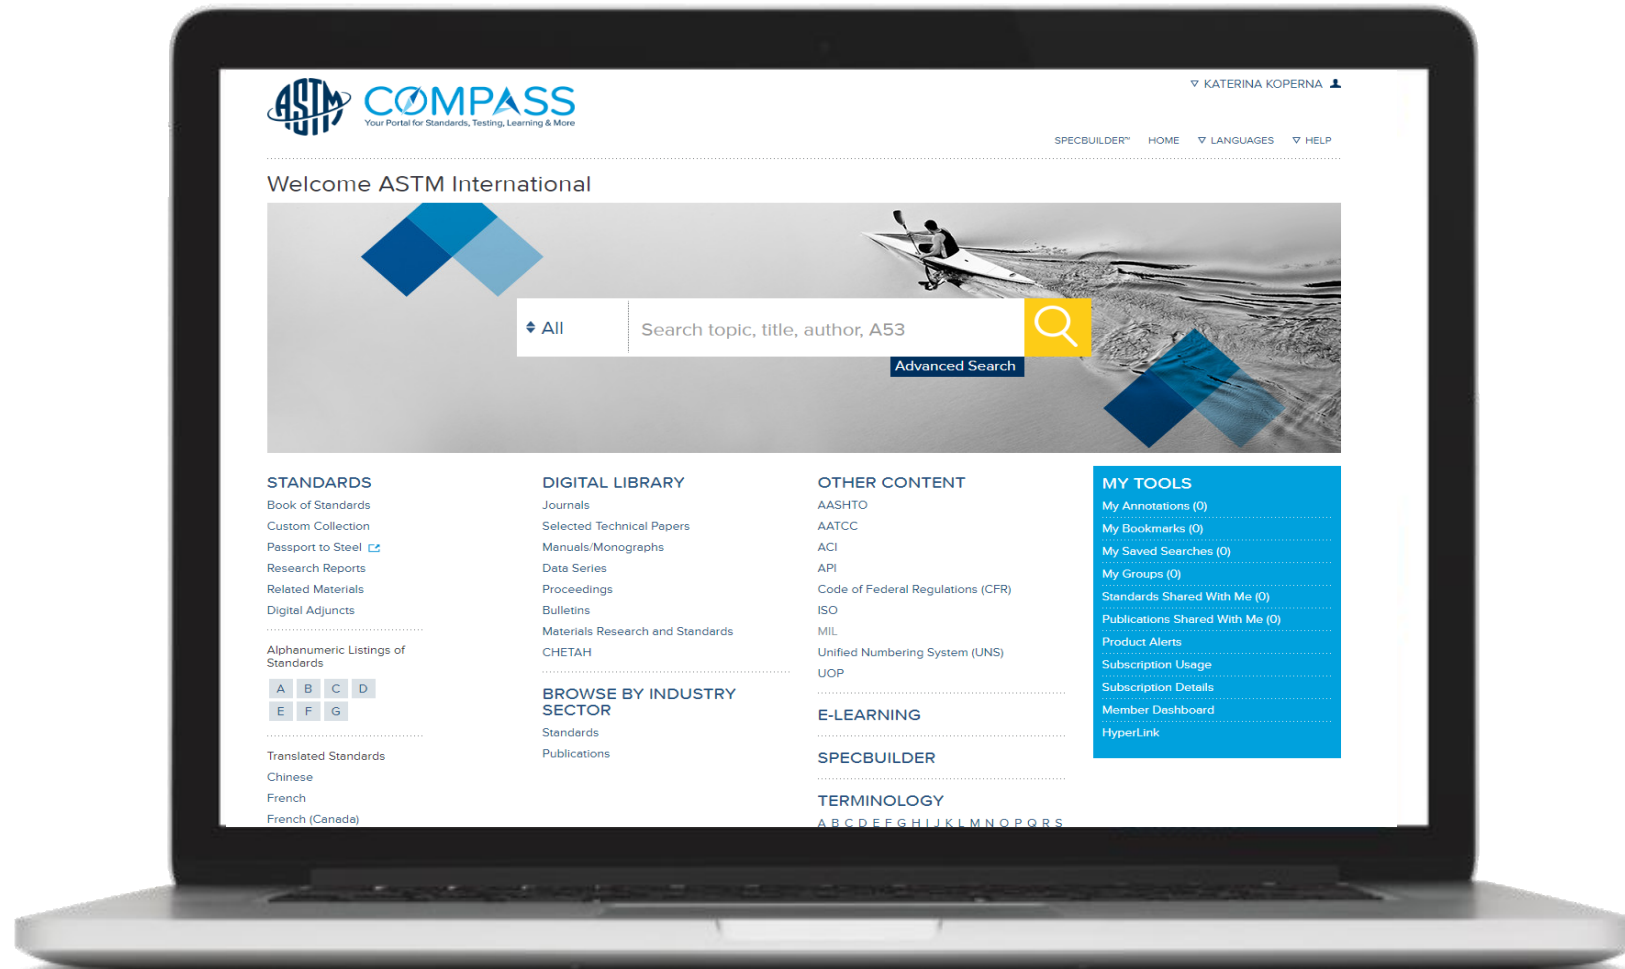 ASTM COMPASS
Your Portal for Standards, Testing, Learning & More
KATERINA KOPERNA
SPECBUILDER™ HOME LANGUAGES HELP
Welcome ASTM International
All
Search topic, title, author, A53
Advanced Search
STANDARDS
Book of Standards
Custom Collection
Passport to Steel
Research Reports
Related Materials
Digital Adjuncts
Alphanumeric Listings of
Standards
A B C D
E F G
Translated Standards
Chinese
French
French (Canada)
DIGITAL LIBRARY
Journals
Selected Technical Papers
Manuals/Monographs
Data Series
Proceedings
Bulletins
Materials Research and Standards
CHETAH
BROWSE BY INDUSTRY
SECTOR
Standards
Publications
OTHER CONTENT
AASHTO
AATCC
ACI
API
Code of Federal Regulations (CFR)
ISO
MIL
Unified Numbering System (UNS)
UOP
E-LEARNING
SPECBUILDER
TERMINOLOGY
A B C D E F G H I J K L M N O P Q R S
MY TOOLS
My Annotations (0)
My Bookmarks (0)
My Saved Searches (0)
My Groups (0)
Standards Shared With Me (0)
Publications Shared With Me (0)
Product Alerts
Subscription Usage
Subscription Details
Member Dashboard
HyperLink